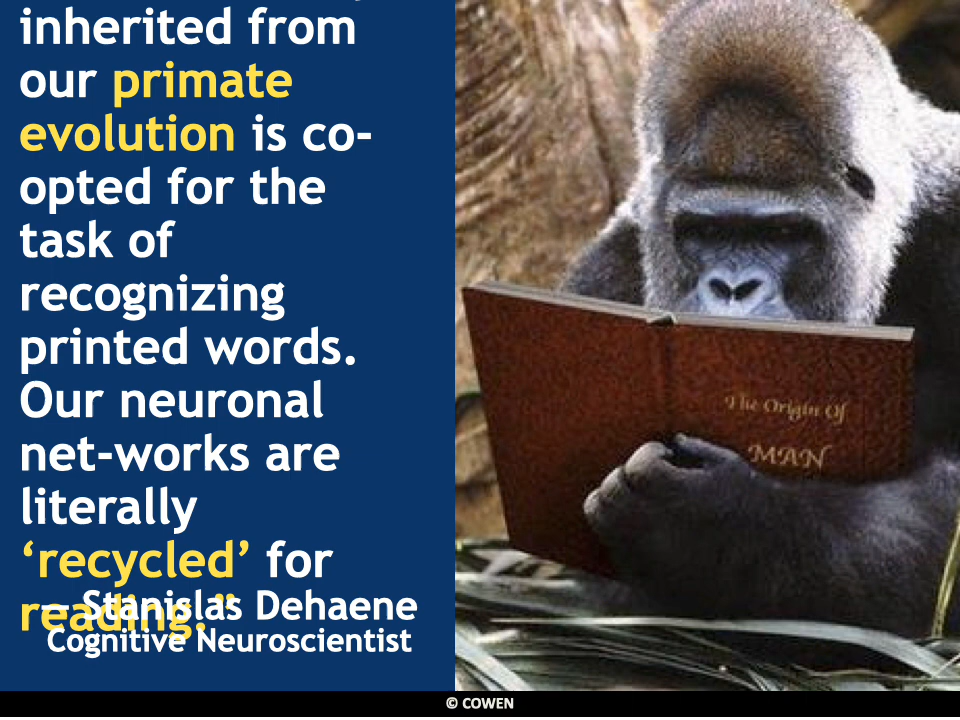 inherited from
our primate
evolution is co-
opted for the
task of
recognizing
printed words.
Our neuronal
net-works are
literally
‘recycled’ for
reading.”
— Stanislas Dehaene
Cognitive Neuroscientist
The Origin Of
MAN
© COWEN